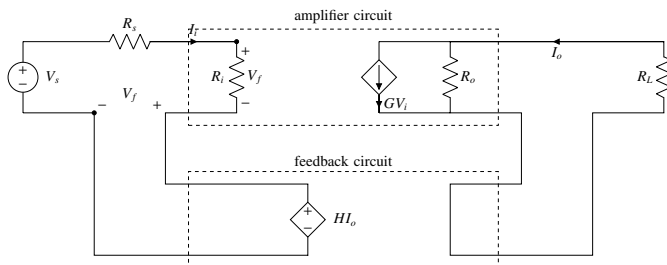 amplifier circuit
R_s
I_i
+
V_s
+
−
R_i
V_f
−
GV_i
R_o
I_o
R_L
−
V_f
+
feedback circuit
+
−
HI_o